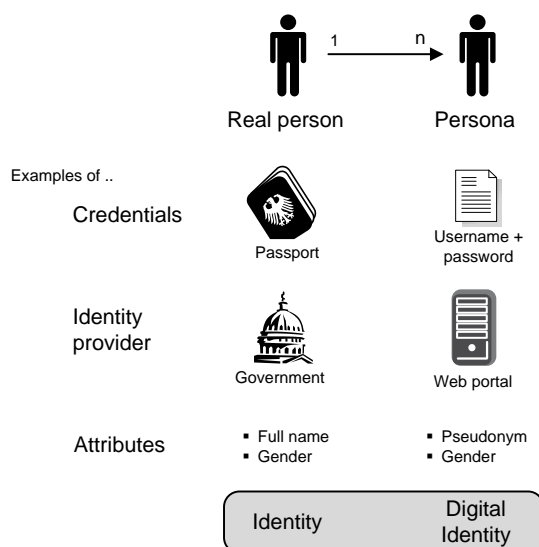 1 n
Real person Persona
Examples of ..
Credentials
Passport
Username +
password
Identity
provider
Government
Web portal
Attributes
▪ Full name
▪ Gender
▪ Pseudonym
▪ Gender
Identity
Digital
Identity